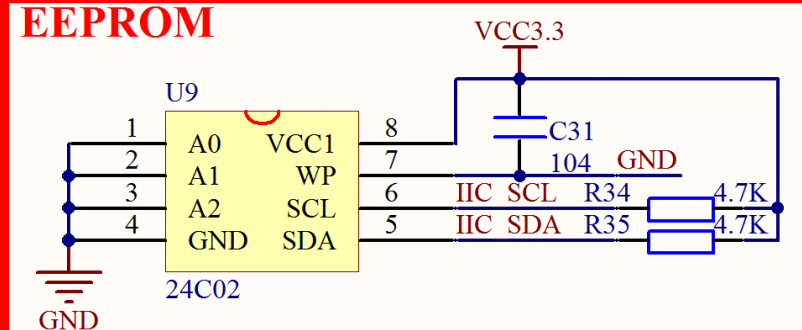 EEPROM
VCC3.3
U9
1 A0 VCC1 8
C31
2 A1 WP 7
104 GND
3 A2 SCL 6 IIC SCL R34 4.7K
4 GND SDA 5 IIC SDA R35 4.7K
24C02
GND